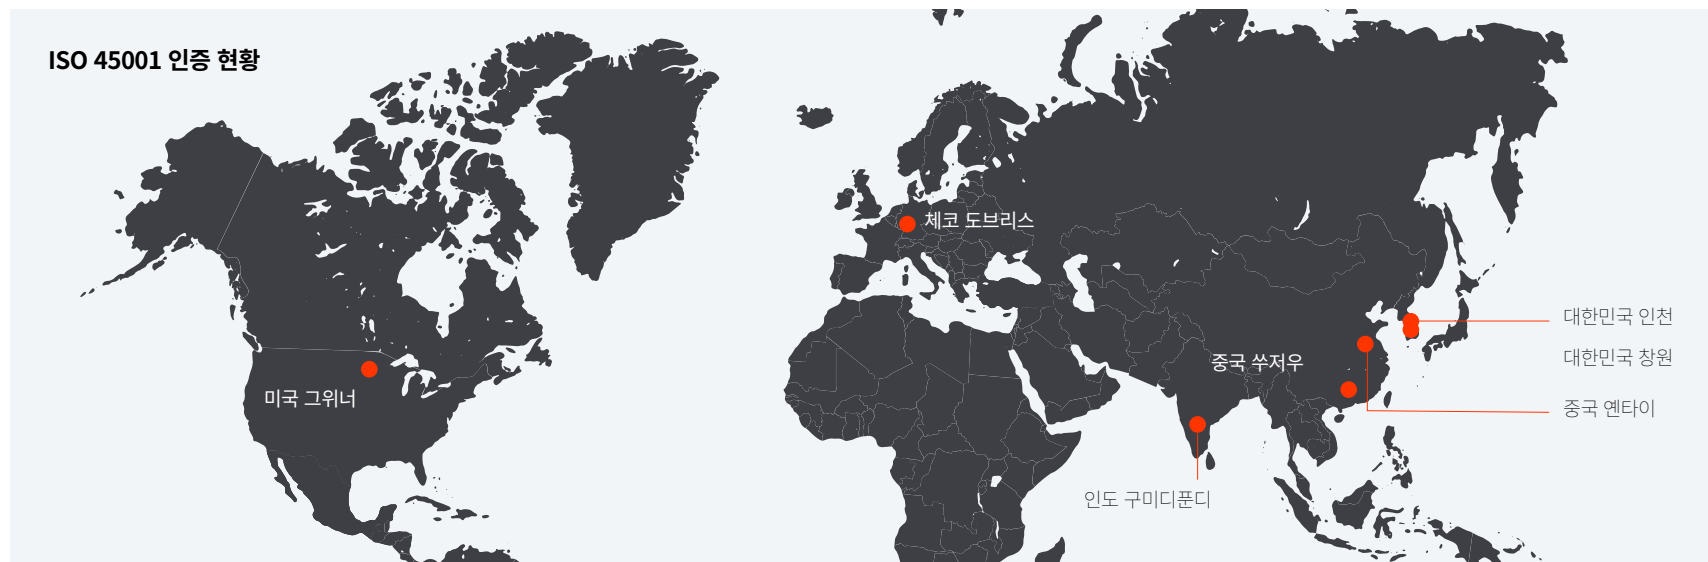 ISO 45001 인증 현황
체코 도브리스
대한민국 인천
중국 쑤저우
대한민국 창원
미국 그위너
중국 옌타이
인도 구미디푼디